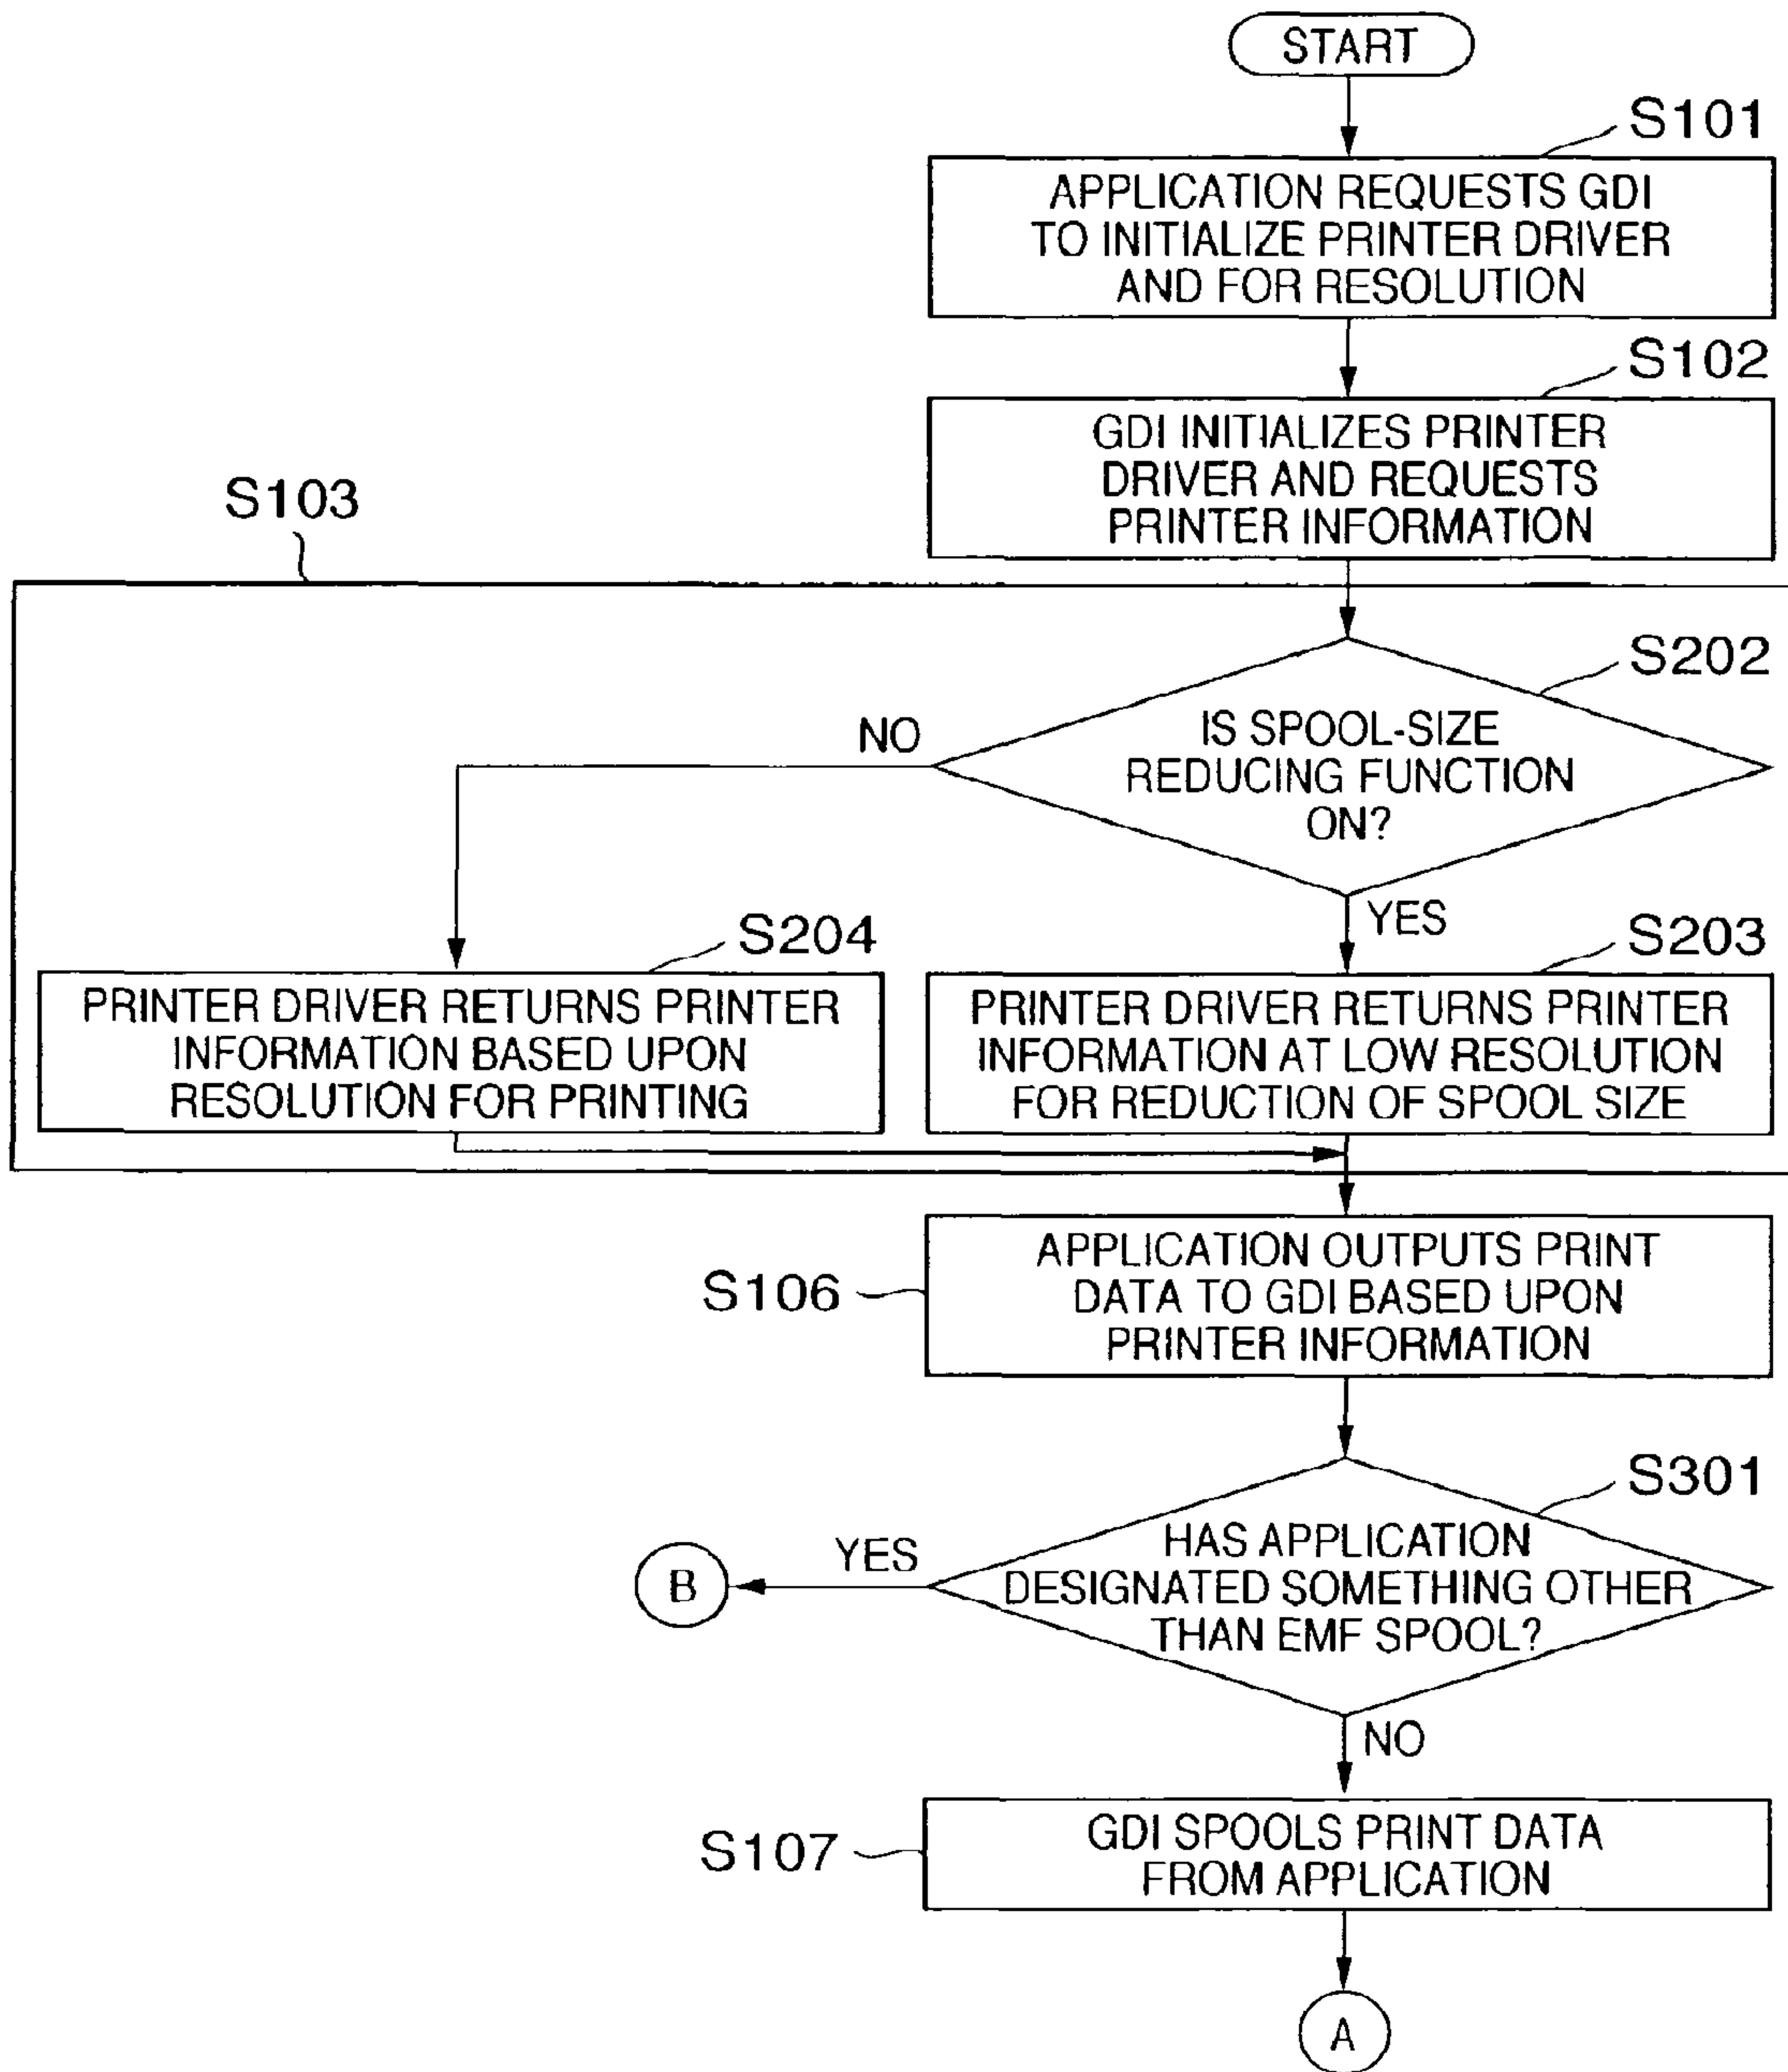 START
S101
APPLICATION REQUESTS GDI
TO INITIALIZE PRINTER DRIVER
AND FOR RESOLUTION
S102
GDI INITIALIZES PRINTER
DRIVER AND REQUESTS
PRINTER INFORMATION
S103
S202
IS SPOOL-SIZE
REDUCING FUNCTION
ON?
NO
YES
S204
PRINTER DRIVER RETURNS PRINTER
INFORMATION BASED UPON
RESOLUTION FOR PRINTING
S203
PRINTER DRIVER RETURNS PRINTER
INFORMATION AT LOW RESOLUTION
FOR REDUCTION OF SPOOL SIZE
S106
APPLICATION OUTPUTS PRINT
DATA TO GDI BASED UPON
PRINTER INFORMATION
S301
HAS APPLICATION
DESIGNATED SOMETHING OTHER
THAN EMF SPOOL?
YES
B
NO
S107
GDI SPOOLS PRINT DATA
FROM APPLICATION
A